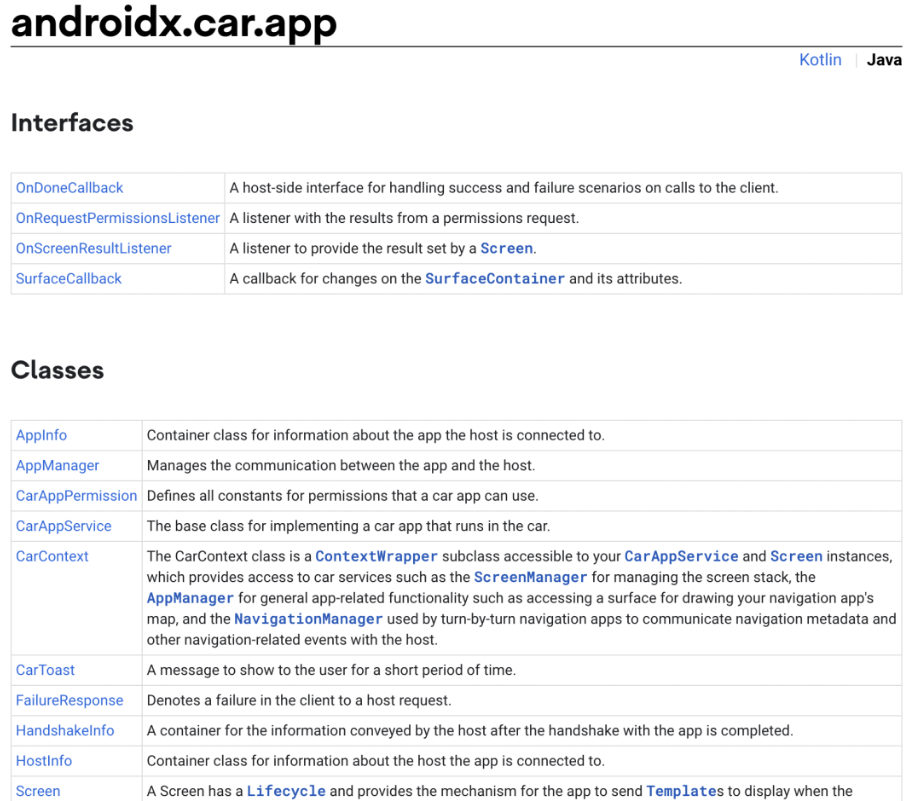 androidx.car.app
Kotlin | Java
Interfaces
OnDoneCallback A host-side interface for handling success and failure scenarios on calls to the client.
OnRequestPermissionsListener A listener with the results from a permissions request.
OnScreenResultListener A listener to provide the result set by a Screen.
SurfaceCallback A callback for changes on the SurfaceContainer and its attributes.
Classes
AppInfo Container class for information about the app the host is connected to.
AppManager Manages the communication between the app and the host.
CarAppPermission Defines all constants for permissions that a car app can use.
CarAppService The base class for implementing a car app that runs in the car.
CarContext The CarContext class is a ContextWrapper subclass accessible to your CarAppService and Screen instances,
which provides access to car services such as the ScreenManager for managing the screen stack, the
AppManager for general app-related functionality such as accessing a surface for drawing your navigation app's
map, and the NavigationManager used by turn-by-turn navigation apps to communicate navigation metadata and
other navigation-related events with the host.
CarToast A message to show to the user for a short period of time.
FailureResponse Denotes a failure in the client to a host request.
HandshakeInfo A container for the information conveyed by the host after the handshake with the app is completed.
HostInfo Container class for information about the host the app is connected to.
Screen A Screen has a Lifecycle and provides the mechanism for the app to send Templates to display when the